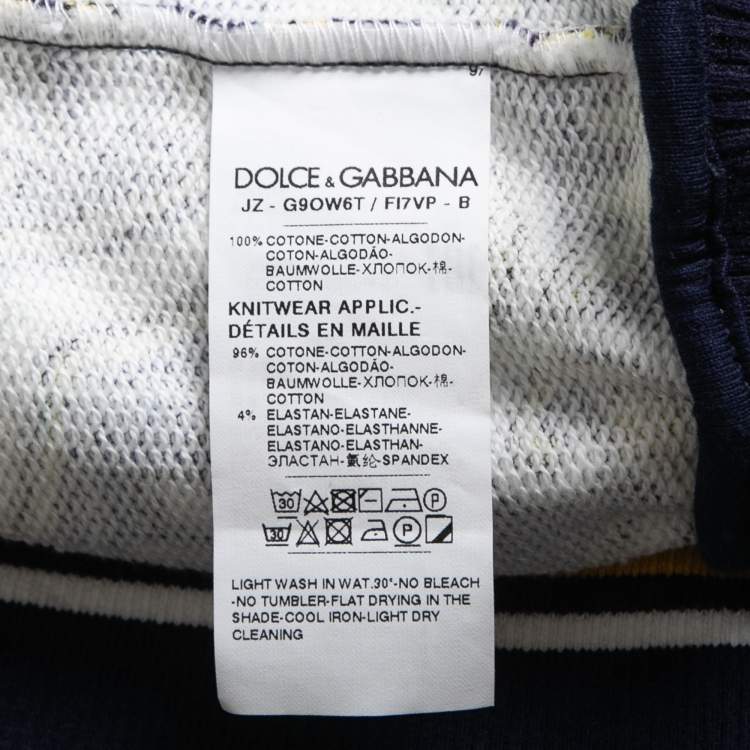 97
DOLCE & GABBANA
JZ - G9OW6T / FI7VP - B
100% COTONE-COTTON-ALGODON-
COTON-ALGODÃO-
BAUMWOLLE-ХЛОПОК-棉-
COTTON
KNITWEAR APPLIC.-
DÉTAILS EN MAILLE
96% COTONE-COTTON-ALGODON-
COTON-ALGODÃO-
BAUMWOLLE-ХЛОПОК-棉-
COTTON
4% ELASTAN-ELASTANE-
ELASTANO-ELASTHANNE-
ELASTANO-ELASTHAN-
ЭЛАСТАН-氨纶-SPANDEX
30 P
30 P
LIGHT WASH IN WAT.30°-NO BLEACH
-NO TUMBLER-FLAT DRYING IN THE
SHADE-COOL IRON-LIGHT DRY
CLEANING